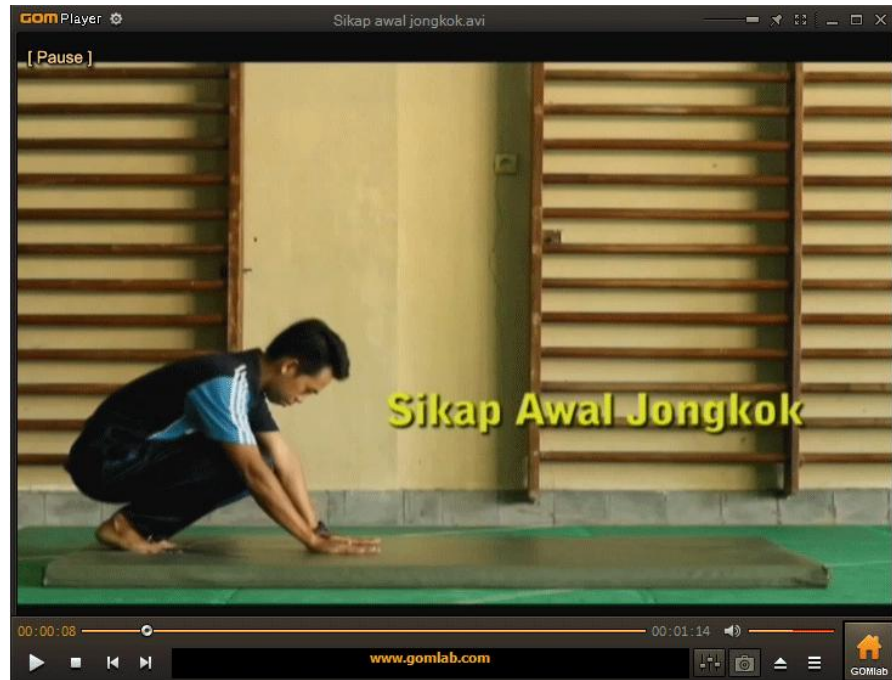 GOM Player
Sikap awal jongkok.avi
[ Pause ]
Sikap Awal Jongkok
00:00:08
00:01:14
www.gomlab.com
GOMlab